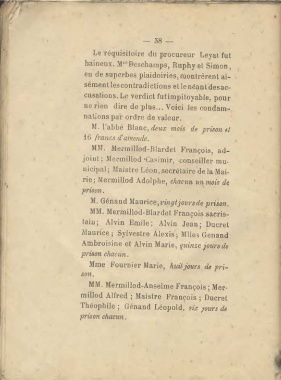 — 38 —
Le réquisitoire du procureur Leyat fut
haineux. Mes Deschamps, Ruphy et Simon,
en de superbes plaidoiries, montrèrent ai-
sément les contradictions et le néant des ac-
cusations. Le verdict fut impitoyable, pour
ne rien dire de plus... Voici les condam-
nations par ordre de valeur.
M. l'abbé Blanc, deux mois de prison et
16 francs d'amende.
MM. Mermillod-Blardet François, ad-
joint; Mermillod-Casimir, conseiller mu-
nicipal; Maistre Léon, secrétaire de la Mai-
rie; Mermillod Adolphe, chacun un mois de
prison.
M. Génand Maurice, vingt jours de prison.
MM. Mermillod-Blardet François sacris-
tain; Alvin Emile; Alvin Jean; Ducret
Maurice; Sylvestre Alexis; Mlles Genand
Ambroisine et Alvin Marie, quinze jours de
prison chacun.
Mme Fournier Marie, huit jours de pri-
son.
MM. Mermillod-Anselme François; Mer-
millod Alfred; Maistre François; Ducret
Théophile; Génand Léopold, six jours de
prison chacun.